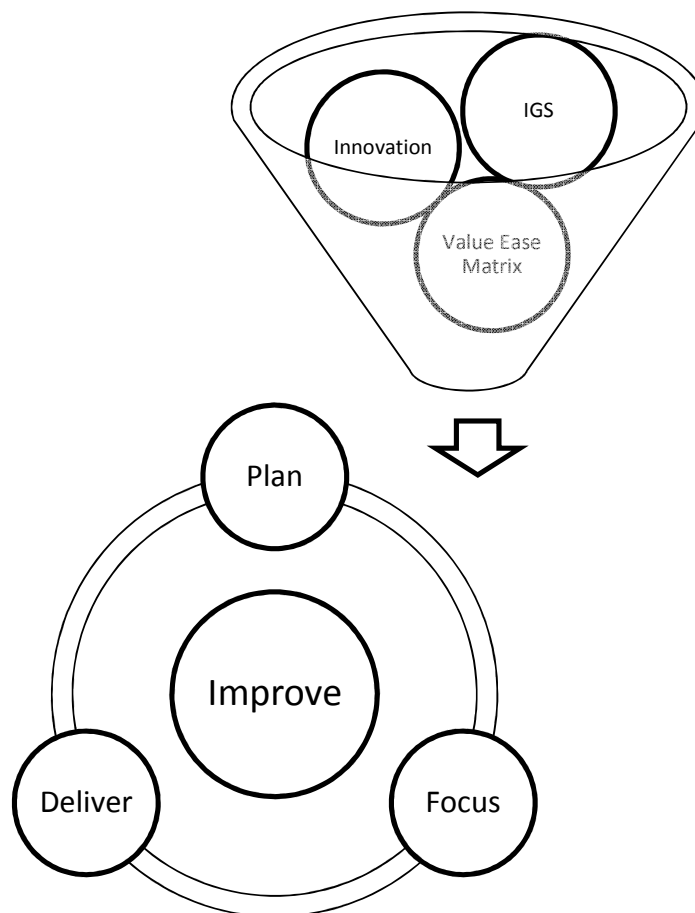 IGS
Innovation
Value Ease
Matrix
Plan
Improve
Deliver
Focus